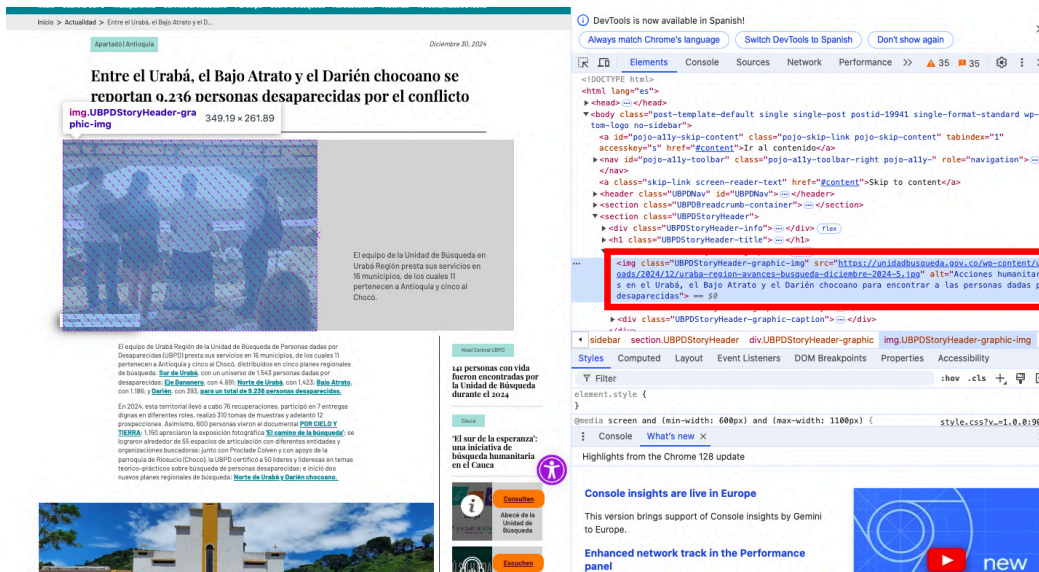 Inicio > Actualidad > Entre el Urabá, el Bajo Atrato y el D...
Apartadó | Antioquia
Diciembre 30, 2024
Entre el Urabá, el Bajo Atrato y el Darién chocoano se
reportan 9.236 personas desaparecidas por el conflicto
img.UBPDStoryHeader-gra
phic-img
349.19 × 261.89
El equipo de la Unidad de Búsqueda en
Urabá Región presta sus servicios en
16 municipios, de los cuales 11
pertenecen a Antioquia y cinco al
Chocó.
El equipo de Urabá Región de la Unidad de Búsqueda de Personas dadas por
Desaparecidas (UBPD) presta sus servicios en 16 municipios, de los cuales 11
pertenecen a Antioquia y cinco al Chocó, distribuidos en cinco planes regionales
de búsqueda: Sur de Urabá, con un universo de 1.543 personas dadas por
desaparecidas; Eje Bananero, con 4.691; Norte de Urabá, con 1.423; Bajo Atrato,
con 1.186; y Darién, con 393, para un total de 9.236 personas desaparecidas.
En 2024, esta territorial llevó a cabo 76 recuperaciones, participó en 7 entregas
dignas en diferentes roles, realizó 310 tomas de muestras y adelantó 12
prospecciones. Asimismo, 600 personas vieron el documental POR CIELO Y
TIERRA; 1.150 apreciaron la exposición fotográfica 'El camino de la búsqueda'; se
lograron alrededor de 55 espacios de articulación con diferentes entidades y
organizaciones buscadoras; junto con Proclade Colven y con apoyo de la
parroquia de Riosucio (Chocó), la UBPD certificó a 50 líderes y lideresas en temas
teórico-prácticos sobre búsqueda de personas desaparecidas; e inició dos
nuevos planes regionales de búsqueda: Norte de Urabá y Darién chocoano.
Nivel Central UBPD
141 personas con vida
fueron encontradas por
la Unidad de Búsqueda
durante el 2024
Cauca
'El sur de la esperanza':
una iniciativa de
búsqueda humanitaria
en el Cauca
Consulten
Abecé de la
Unidad de
Búsqueda
Escuchen
DevTools is now available in Spanish!
Always match Chrome's language
Switch DevTools to Spanish
Don't show again
Elements Console Sources Network Performance >> 35 35
<!DOCTYPE html>
<html lang="es">
<head> ... </head>
<body class="post-template-default single single-post postid-19941 single-format-standard wp-
tom-logo no-sidebar">
<a id="pojo-a11y-skip-content" class="pojo-skip-link pojo-skip-content" tabindex="1"
accesskey="s" href="#content">Ir al contenido</a>
<nav id="pojo-a11y-toolbar" class="pojo-a11y-toolbar-right pojo-a11y-" role="navigation"> ...
</nav>
<a class="skip-link screen-reader-text" href="#content">Skip to content</a>
<header class="UBPDNav" id="UBPDNav"> ... </header>
<section class="UBPDBreadcrumb-container"> ... </section>
<section class="UBPDStoryHeader">
<div class="UBPDStoryHeader-info"> ... </div> flex
<h1 class="UBPDStoryHeader-title"> ... </h1>
<img class="UBPDStoryHeader-graphic-img" src="https://unidadbusqueda.gov.co/wp-content/u
oads/2024/12/uraba-region-avances-busqueda-diciembre-2024-5.jpg" alt="Acciones humanitar
s en el Urabá, el Bajo Atrato y el Darién chocoano para encontrar a las personas dadas p
desaparecidas"> == $0
<div class="UBPDStoryHeader-graphic-caption"> ... </div>
</div>
sidebar section.UBPDStoryHeader div.UBPDStoryHeader-graphic img.UBPDStoryHeader-graphic-img
Styles Computed Layout Event Listeners DOM Breakpoints Properties Accessibility
Filter :hov .cls +
element.style {
}
@media screen and (min-width: 600px) and (max-width: 1100px) { style.css?v…=1.0.0:90
Console What's new ×
Highlights from the Chrome 128 update
Console insights are live in Europe
This version brings support of Console insights by Gemini
to Europe.
Enhanced network track in the Performance
panel
new